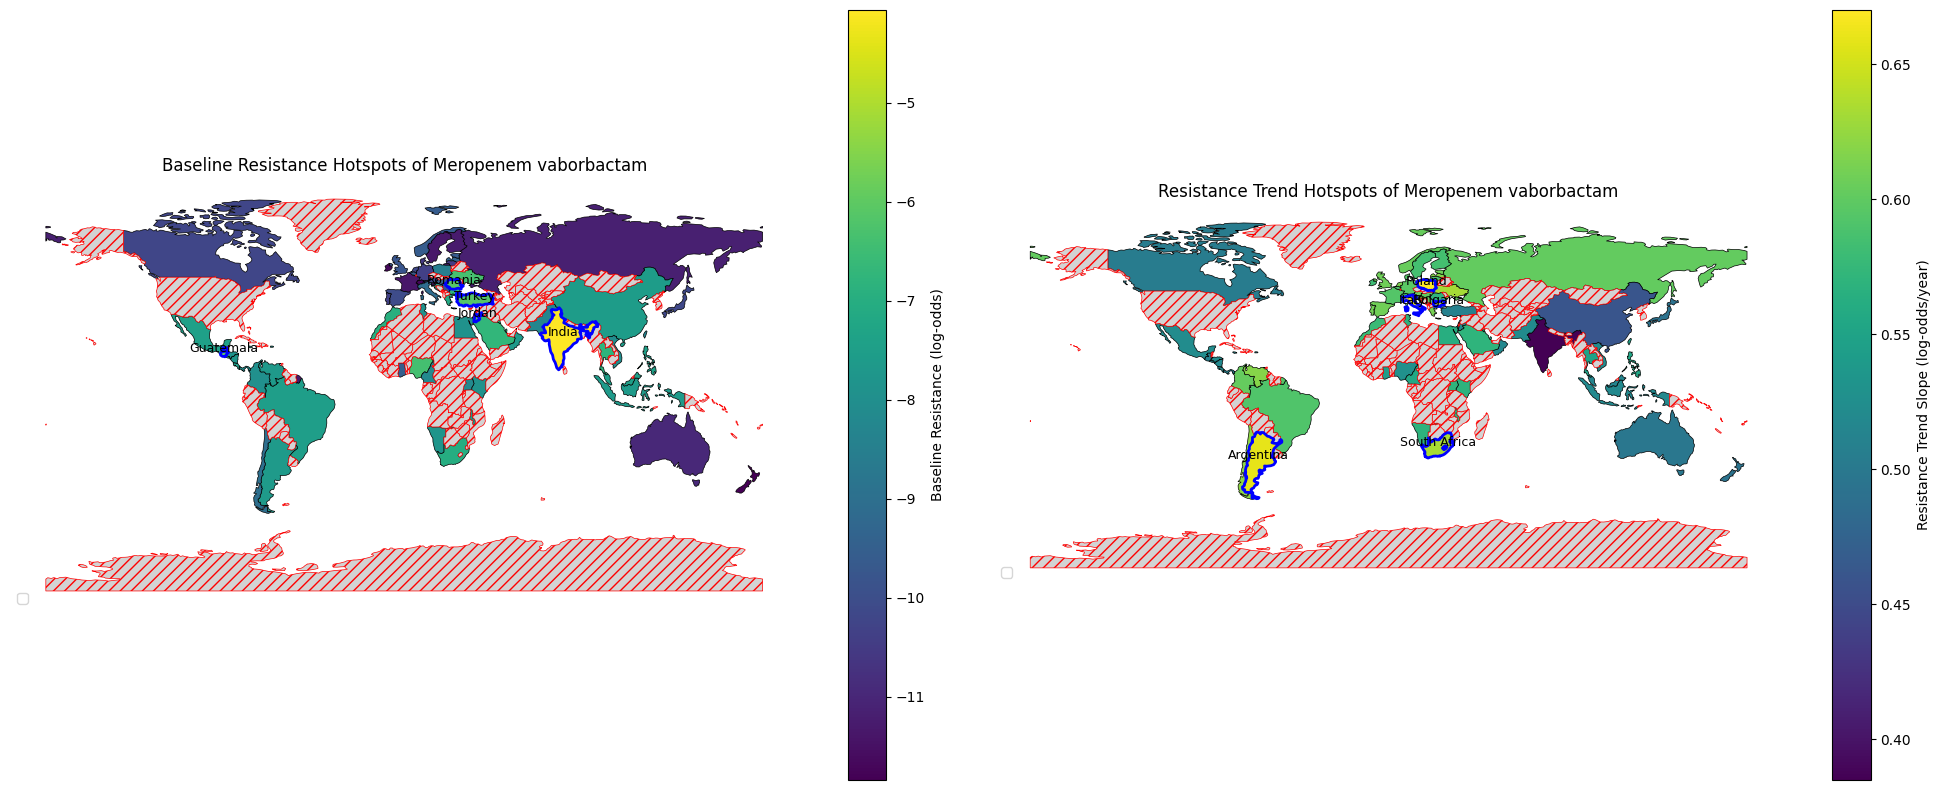 Baseline Resistance Hotspots of Meropenem vaborbactam
Romania
Turkey
Jordan
India
Guatemala
−5
−6
−7
−8
−9
−10
−11
Baseline Resistance (log-odds)
Resistance Trend Hotspots of Meropenem vaborbactam
Poland
Bulgaria
South Africa
Argentina
0.65
0.60
0.55
0.50
0.45
0.40
Resistance Trend Slope (log-odds/year)